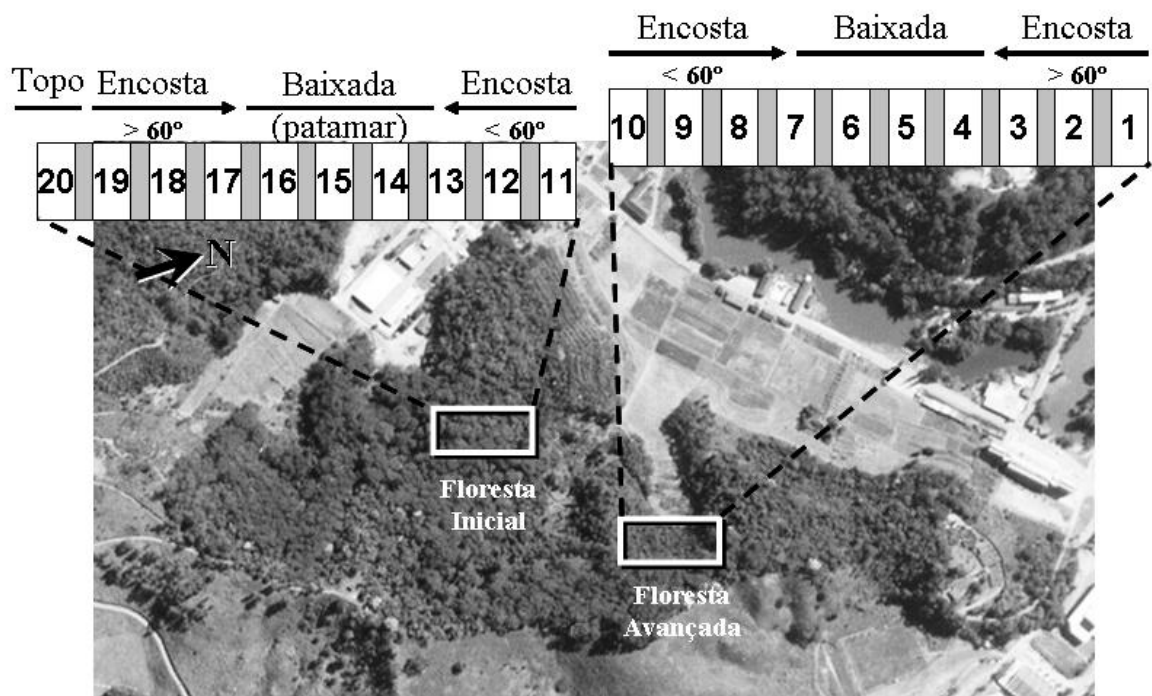 Encosta Baixada Encosta
< 60º > 60º
10 9 8 7 6 5 4 3 2 1
Topo Encosta Baixada Encosta
> 60º (patamar) < 60º
20 19 18 17 16 15 14 13 12 11
N
Floresta
Inicial
Floresta
Avançada